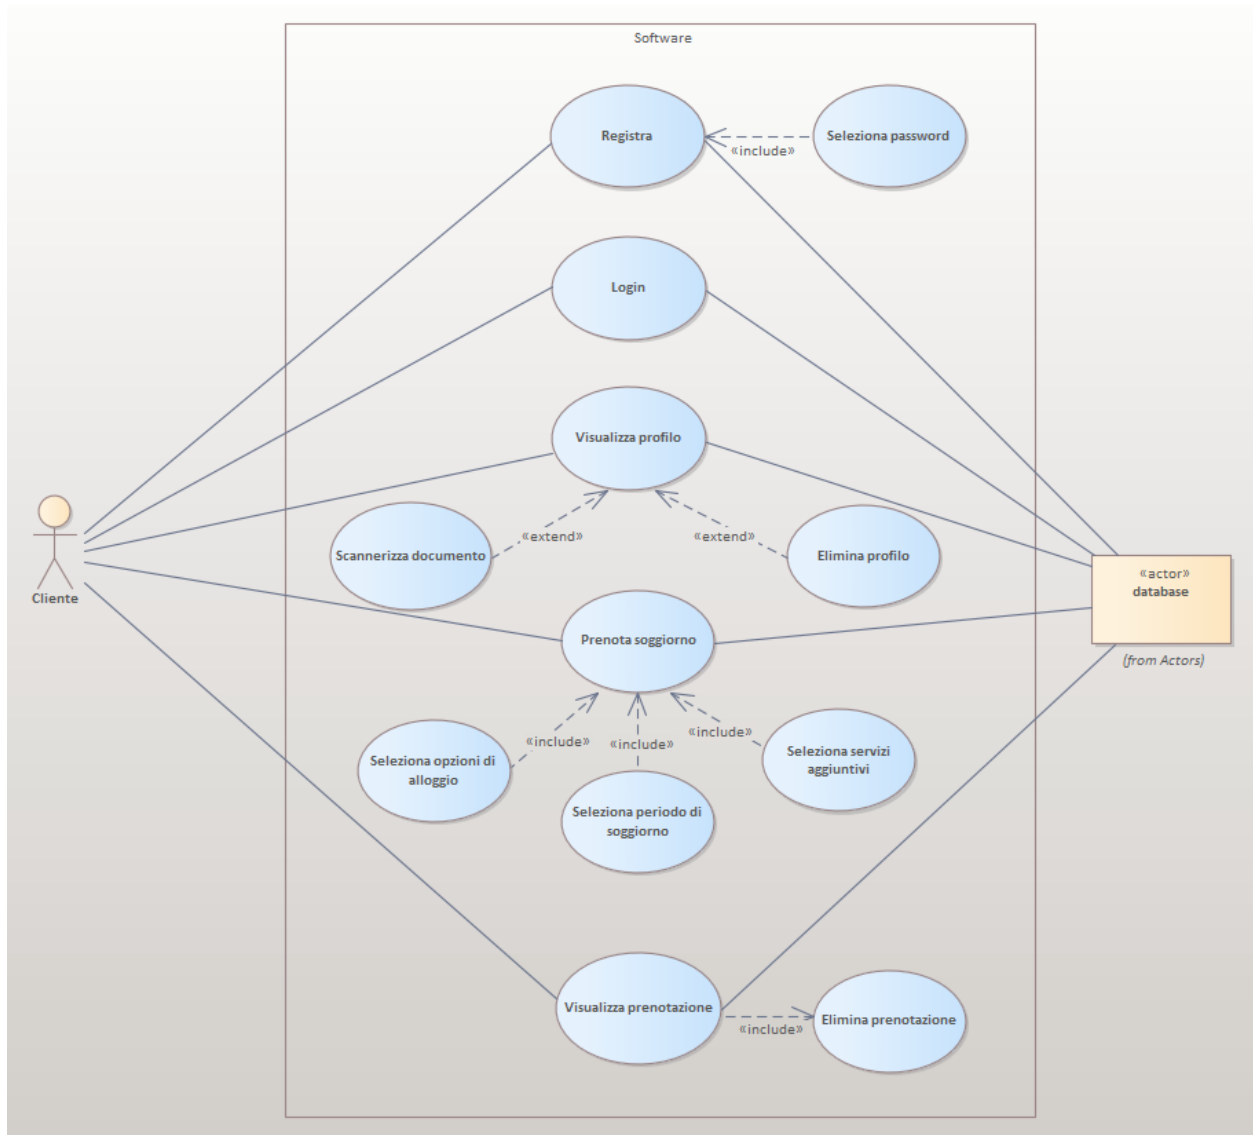 Software
Registra
«include»
Seleziona password
Login
Visualizza profilo
«extend»
«extend»
Scannerizza documento
Elimina profilo
Cliente
«actor»
database
(from Actors)
Prenota soggiorno
«include»
«include»
«include»
Seleziona opzioni di
alloggio
Seleziona periodo di
soggiorno
Seleziona servizi
aggiuntivi
Visualizza prenotazione
«include»
Elimina prenotazione